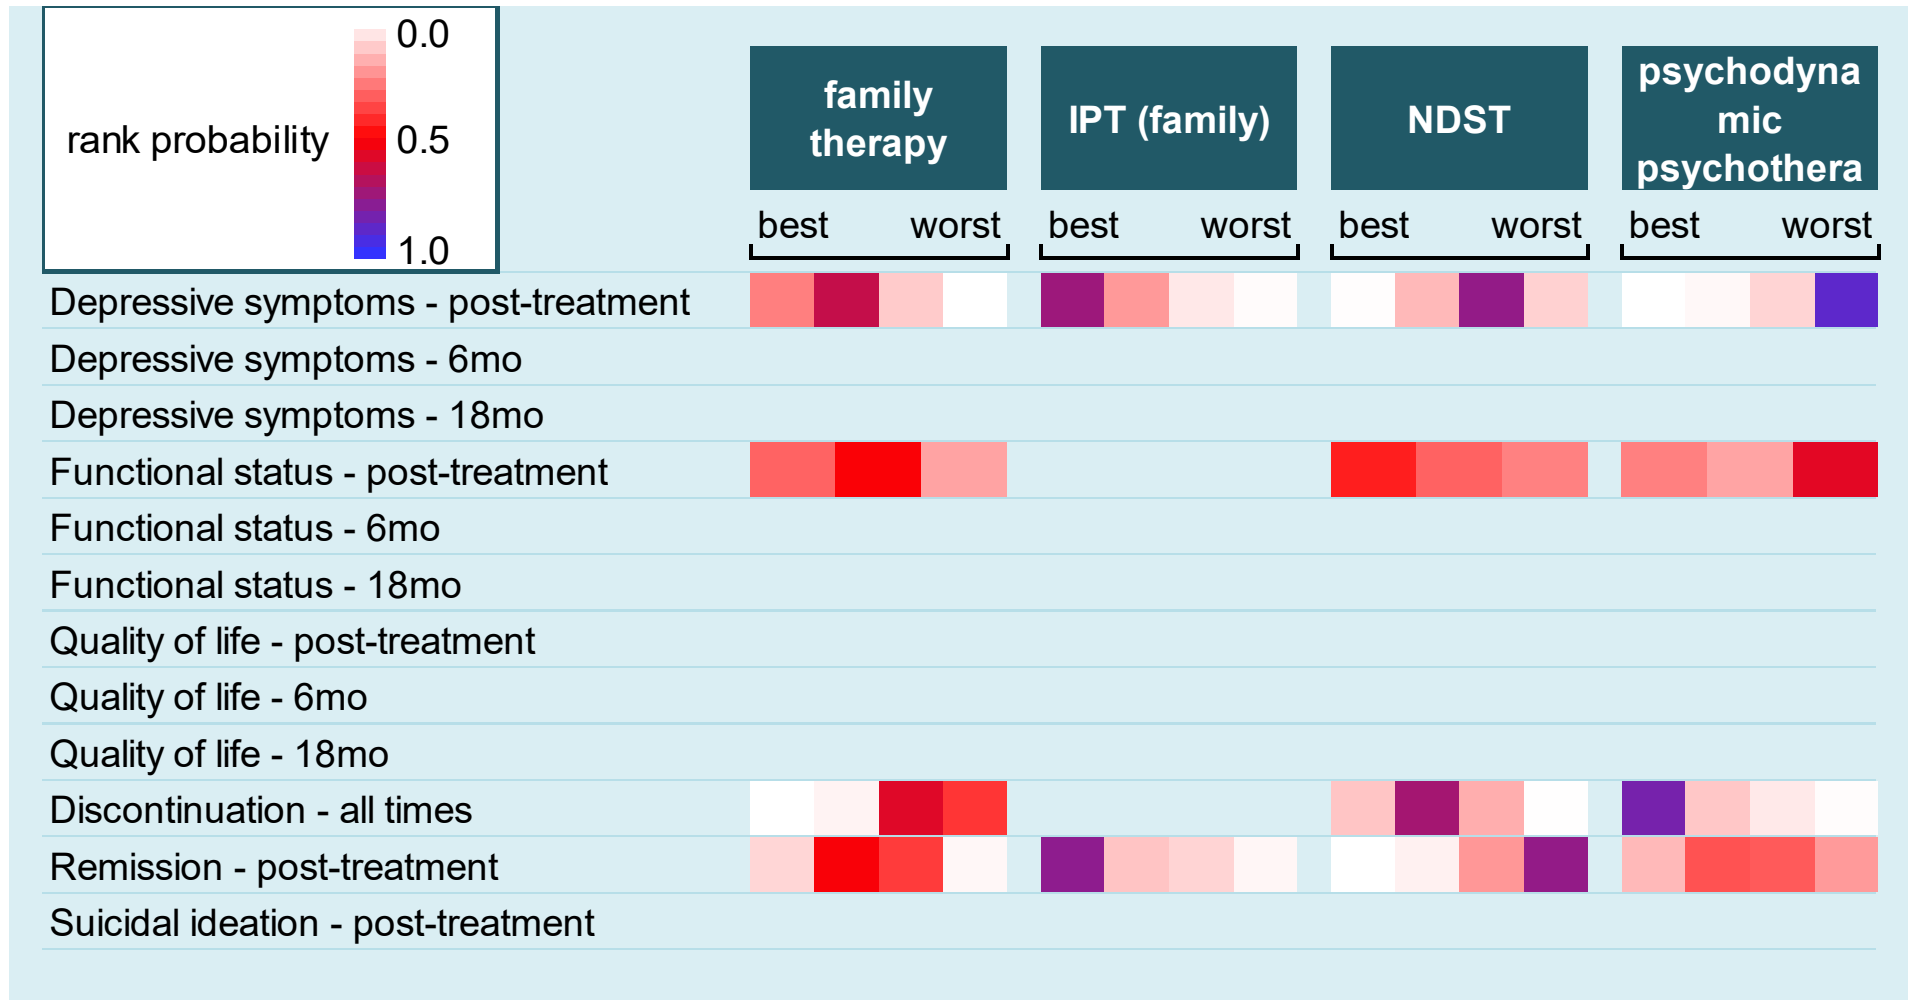 rank probability
0.0
0.5
1.0
family
therapy
IPT (family)
NDST
psychodyna
mic
psychothera
best worst best worst best worst best worst
Depressive symptoms - post-treatment
Depressive symptoms - 6mo
Depressive symptoms - 18mo
Functional status - post-treatment
Functional status - 6mo
Functional status - 18mo
Quality of life - post-treatment
Quality of life - 6mo
Quality of life - 18mo
Discontinuation - all times
Remission - post-treatment
Suicidal ideation - post-treatment